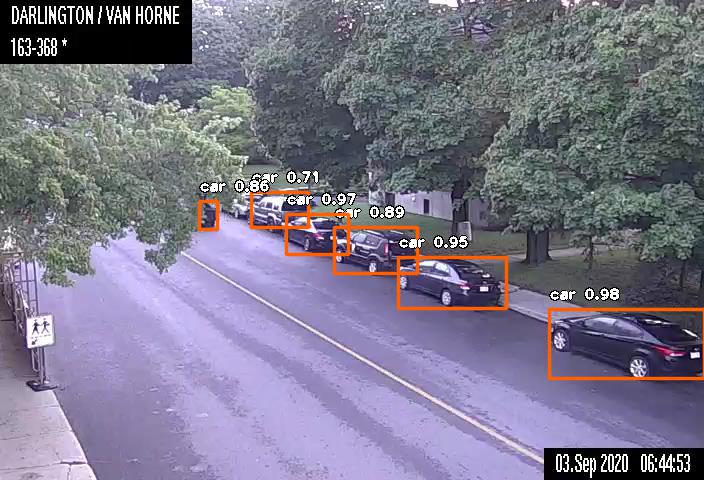 DARLINGTON / VAN HORNE
163-368 *
car 0.71
car 0.86
car 0.97
car 0.89
car 0.95
car 0.98
03.Sep 2020 06:44:53